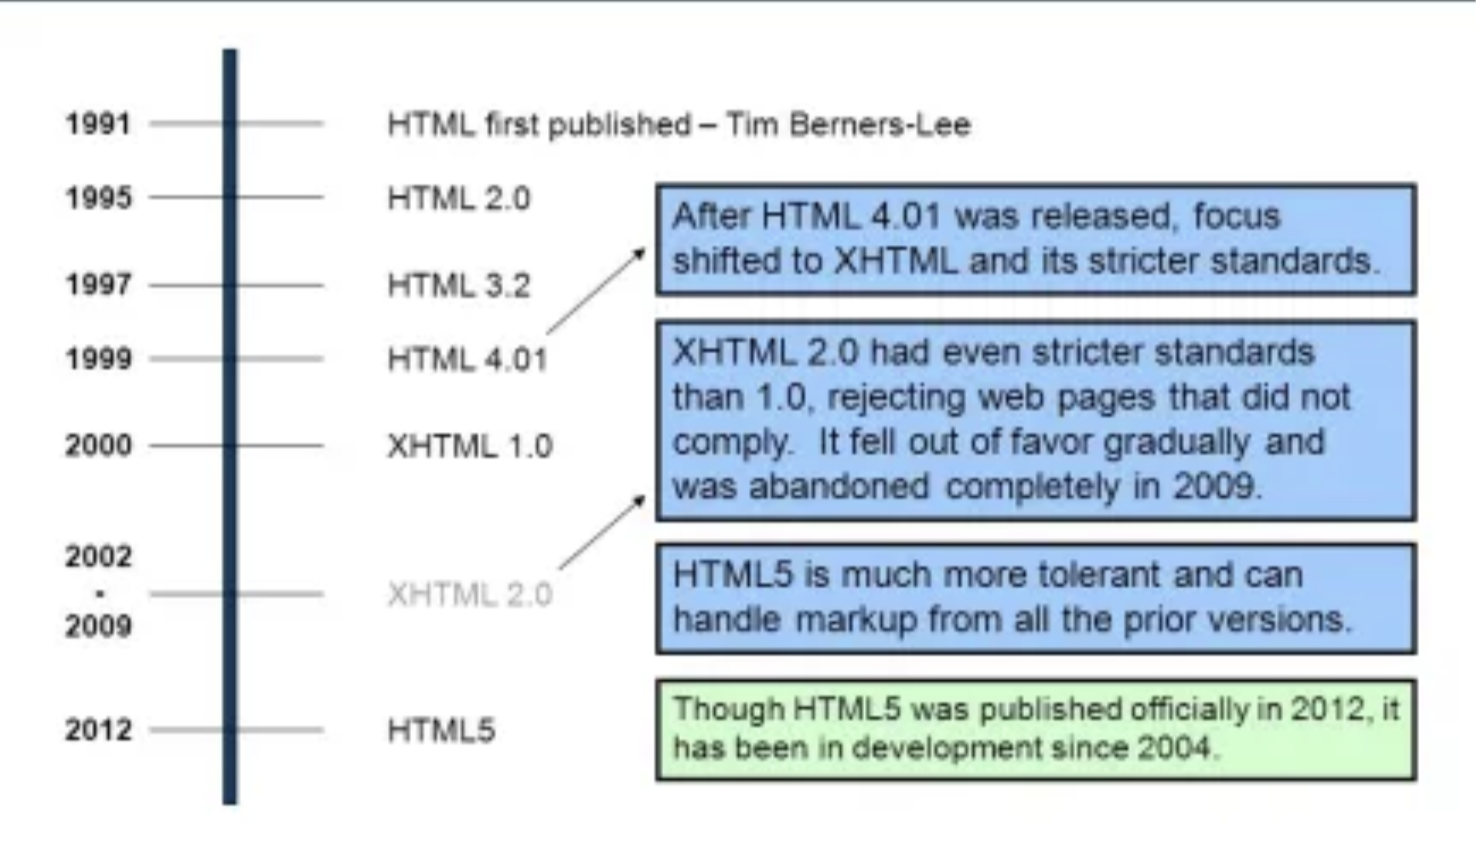 1991 HTML first published – Tim Berners-Lee
1995 HTML 2.0
1997 HTML 3.2
1999 HTML 4.01
2000 XHTML 1.0
2002
- XHTML 2.0
2009
2012 HTML5
After HTML 4.01 was released, focus
shifted to XHTML and its stricter standards.
XHTML 2.0 had even stricter standards
than 1.0, rejecting web pages that did not
comply. It fell out of favor gradually and
was abandoned completely in 2009.
HTML5 is much more tolerant and can
handle markup from all the prior versions.
Though HTML5 was published officially in 2012, it
has been in development since 2004.